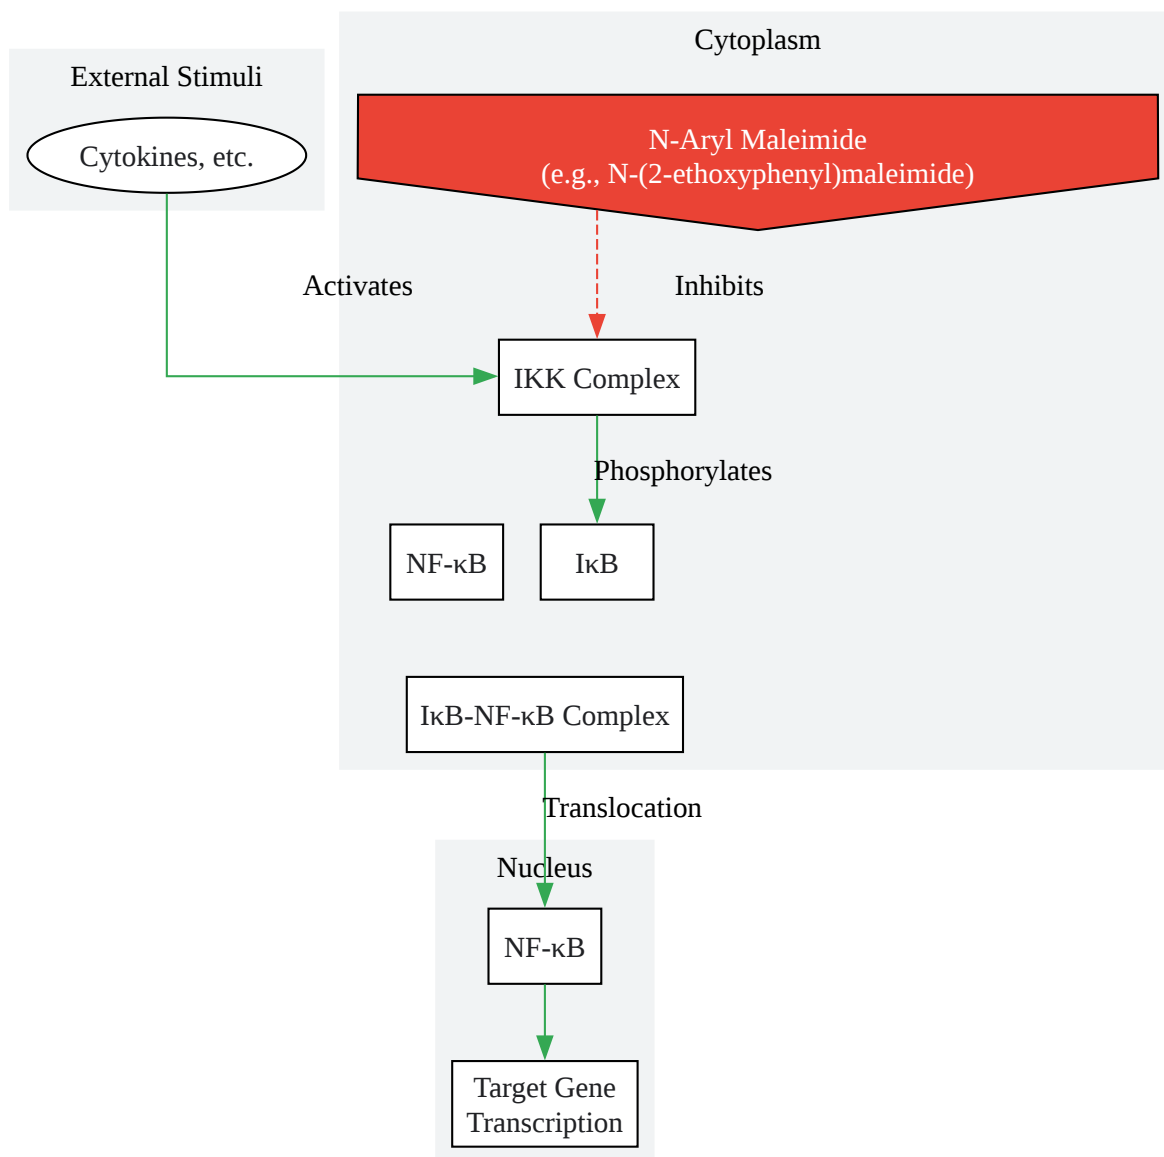 Cytoplasm
External Stimuli
Cytokines, etc.
N-Aryl Maleimide
(e.g., N-(2-ethoxyphenyl)maleimide)
Activates
Inhibits
IKK Complex
Phosphorylates
NF-κB
IκB
IκB-NF-κB Complex
Translocation
Nucleus
NF-κB
Target Gene
Transcription